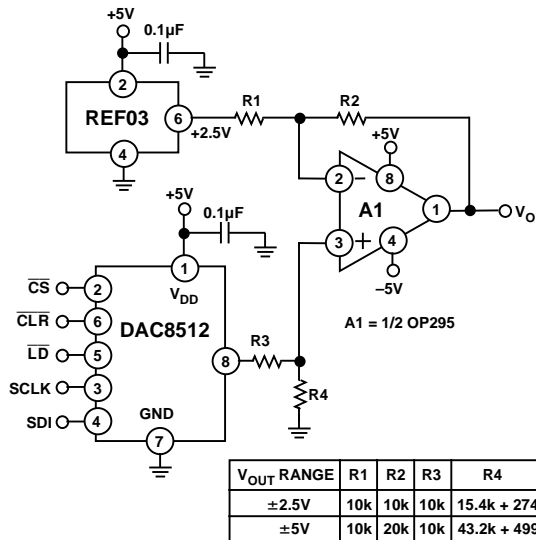 +5V
0.1µF
2
REF03
6
+2.5V
4
R1
R2
+5V
2
−
8
A1
1
VO
3
+
4
–5V
A1 = 1/2 OP295
+5V
0.1µF
1
VDD
CS
2
CLR
6
DAC8512
LD
5
8
R3
SCLK
3
R4
SDI
4
GND
7
VOUT RANGE R1 R2 R3 R4
±2.5V 10k 10k 10k 15.4k + 274
±5V 10k 20k 10k 43.2k + 499